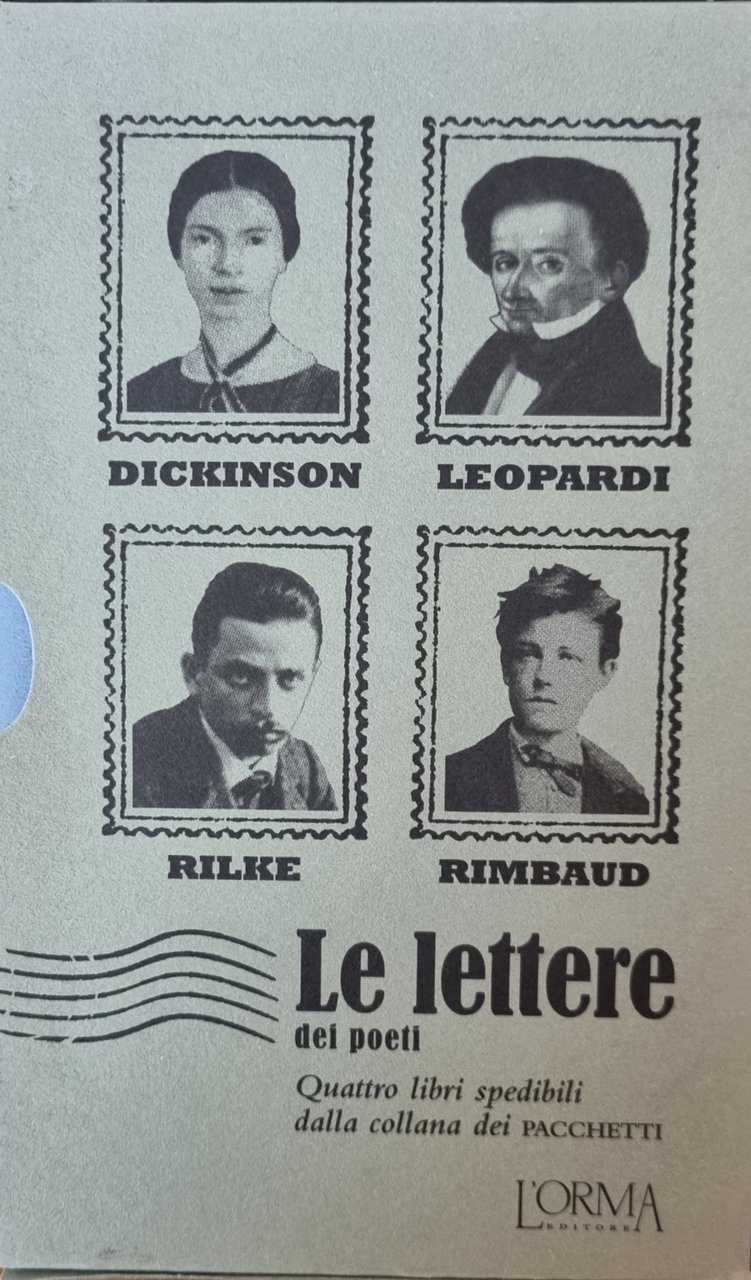 DICKINSON LEOPARDI
RILKE RIMBAUD
Le lettere
dei poeti
Quattro libri spedibili
dalla collana dei PACCHETTI
L'ORMA
EDITORE